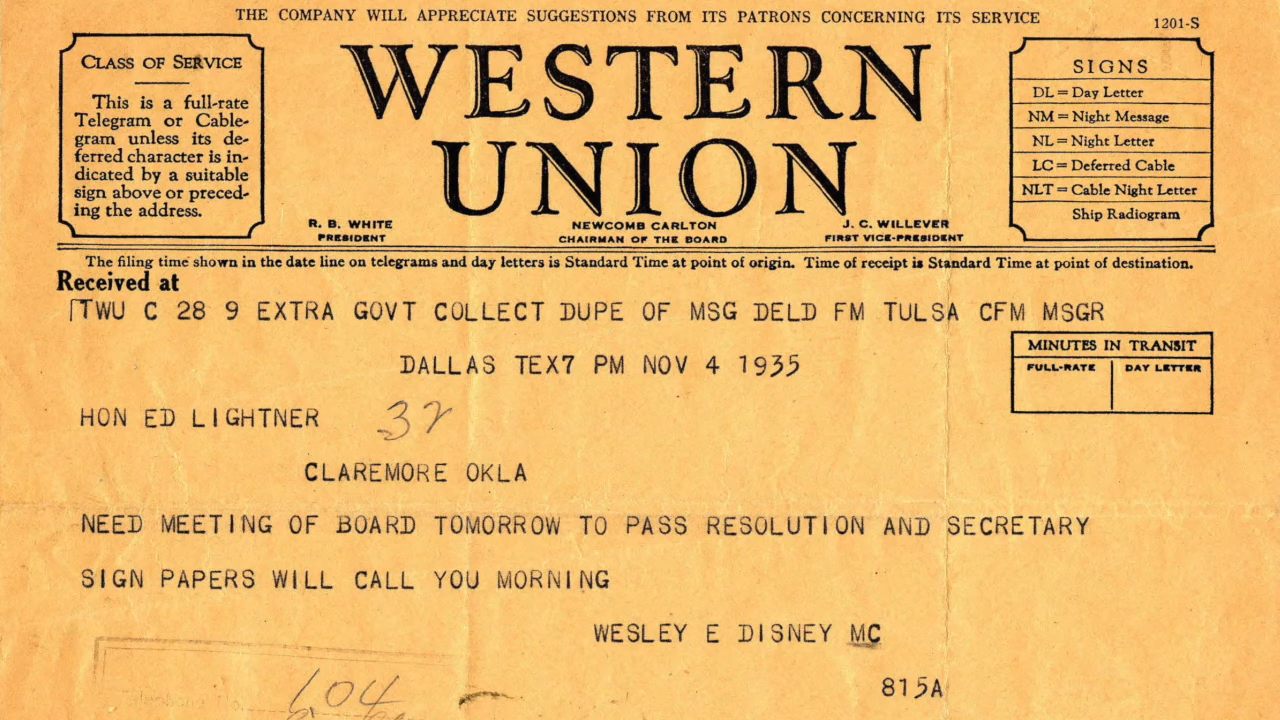 THE COMPANY WILL APPRECIATE SUGGESTIONS FROM ITS PATRONS CONCERNING ITS SERVICE
1201-S
CLASS OF SERVICE
This is a full-rate
Telegram or Cable-
gram unless its de-
ferred character is in-
dicated by a suitable
sign above or preced-
ing the address.
WESTERN
UNION
R. B. WHITE
PRESIDENT
NEWCOMB CARLTON
CHAIRMAN OF THE BOARD
J. C. WILLEVER
FIRST VICE-PRESIDENT
SIGNS
DL = Day Letter
NM = Night Message
NL = Night Letter
LC = Deferred Cable
NLT = Cable Night Letter
Ship Radiogram
The filing time shown in the date line on telegrams and day letters is Standard Time at point of origin. Time of receipt is Standard Time at point of destination.
Received at
TWU C 28 9 EXTRA GOVT COLLECT DUPE OF MSG DELD FM TULSA CFM MSGR
MINUTES IN TRANSIT
FULL-RATE
DAY LETTER
DALLAS TEX7 PM NOV 4 1935
HON ED LIGHTNER
32
CLAREMORE OKLA
NEED MEETING OF BOARD TOMORROW TO PASS RESOLUTION AND SECRETARY
SIGN PAPERS WILL CALL YOU MORNING
WESLEY E DISNEY MC
815A
Telephone No.
604